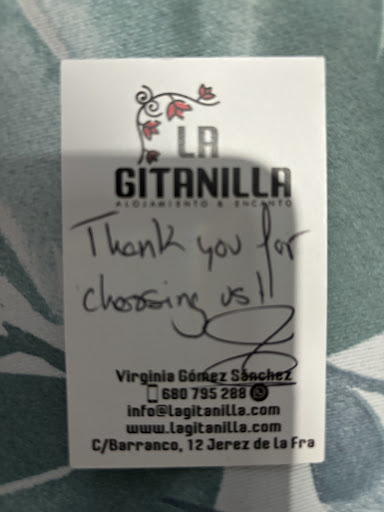 LA
GITANILLA
ALOJAMIENTO & ENCANTO
Thank you for
choosing us!!
Virginia Gómez Sánchez
680 795 288
info@lagitanilla.com
www.lagitanilla.com
C/Barranco, 12 Jerez de la Fra